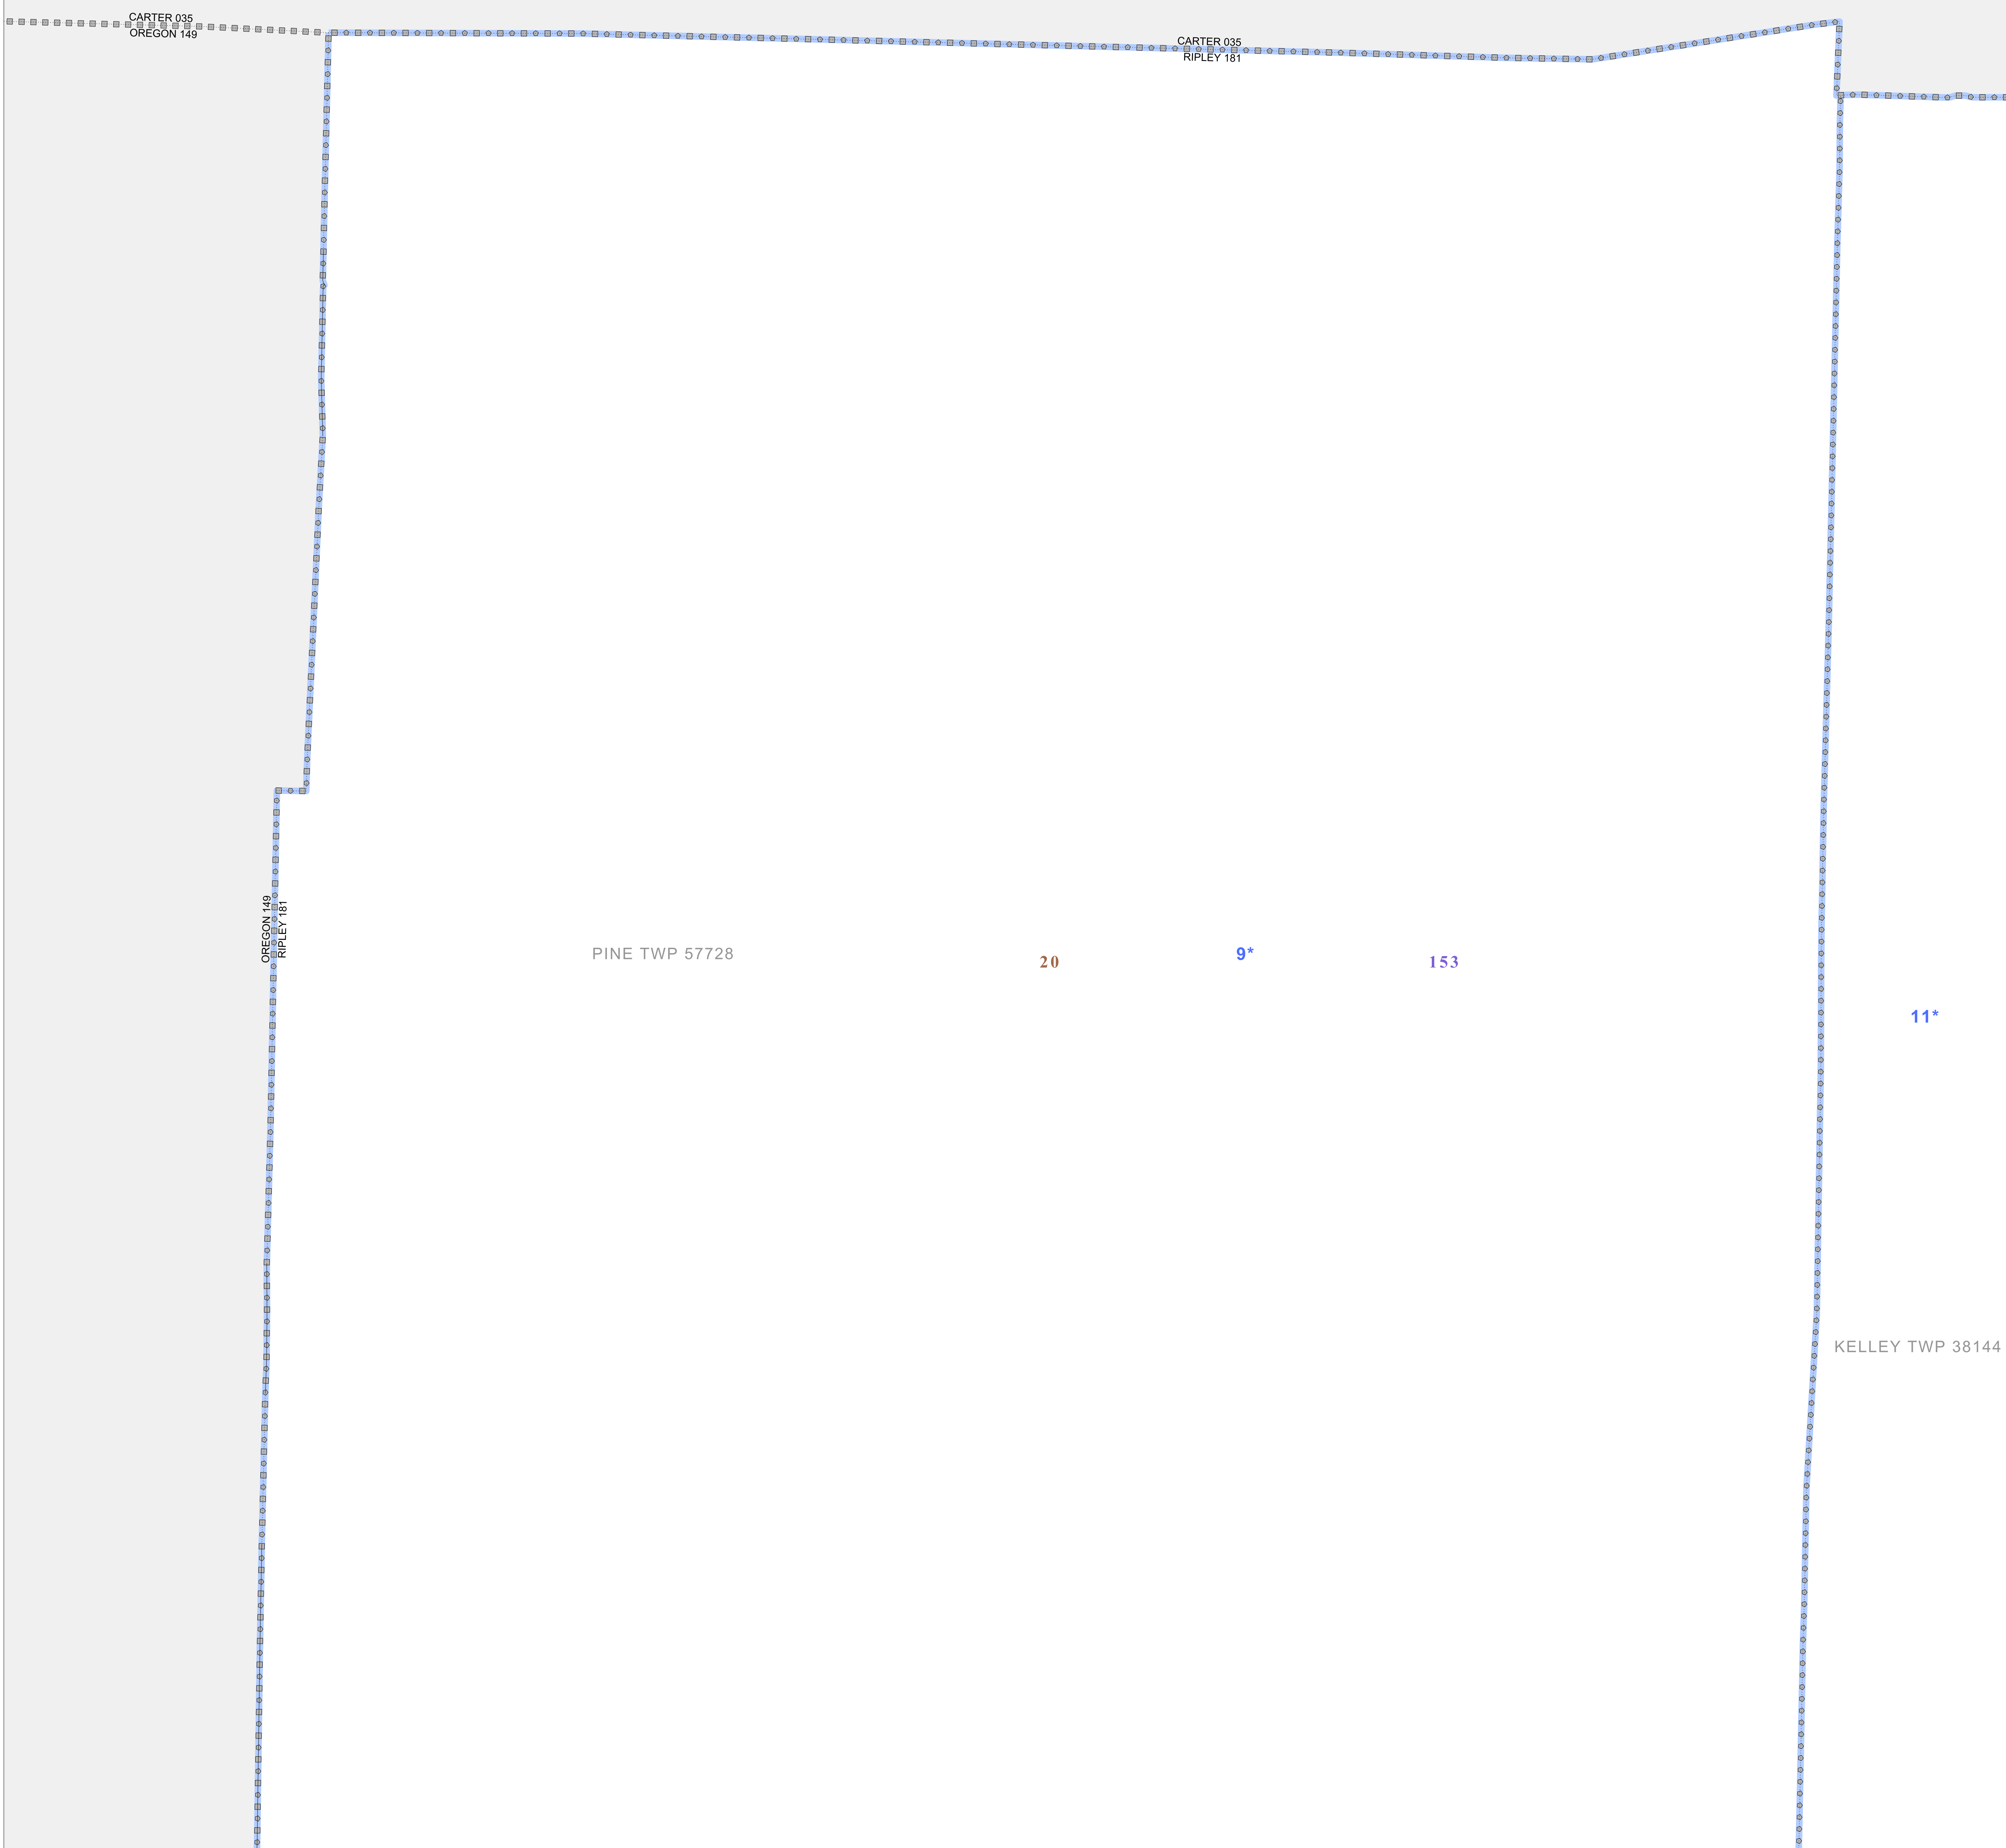 CARTER 035
OREGON 149
CARTER 035
RIPLEY 181
OREGON 149
RIPLEY 181
PINE TWP 57728
20
9*
153
11*
KELLEY TWP 38144